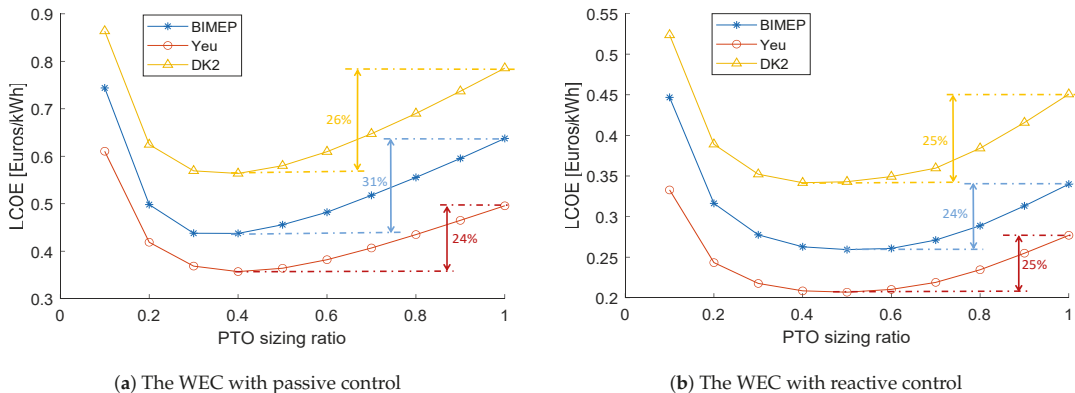 BIMEP
Yeu
DK2
0.9
0.8
0.7
0.6
0.5
0.4
0.3
LCOE [Euros/kWh]
26%
31%
24%
0
0.2
0.4
0.6
0.8
1
PTO sizing ratio
(a) The WEC with passive control
BIMEP
Yeu
DK2
0.55
0.5
0.45
0.4
0.35
0.3
0.25
0.2
LCOE [Euros/kWh]
25%
24%
25%
0
0.2
0.4
0.6
0.8
1
PTO sizing ratio
(b) The WEC with reactive control